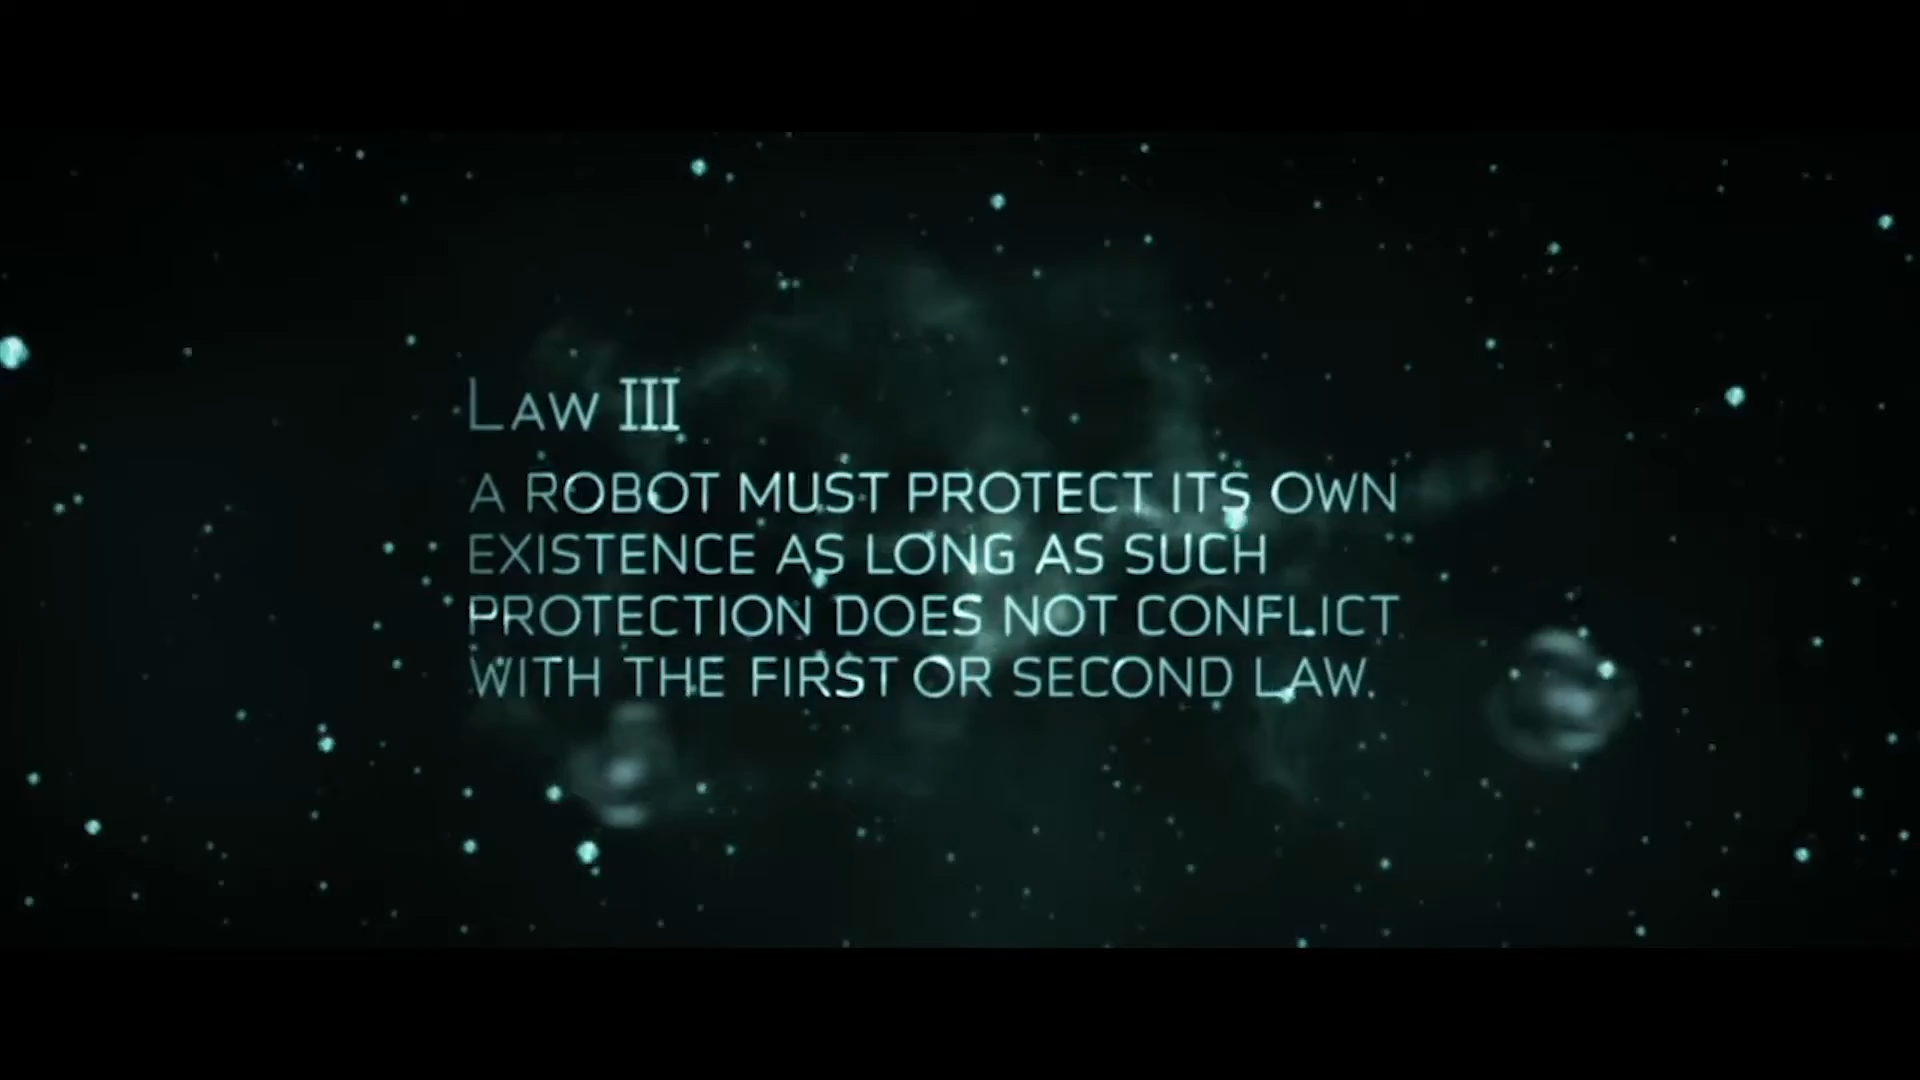 Law III
A ROBOT MUST PROTECT ITS OWN
EXISTENCE AS LONG AS SUCH
PROTECTION DOES NOT CONFLICT
WITH THE FIRST OR SECOND LAW.